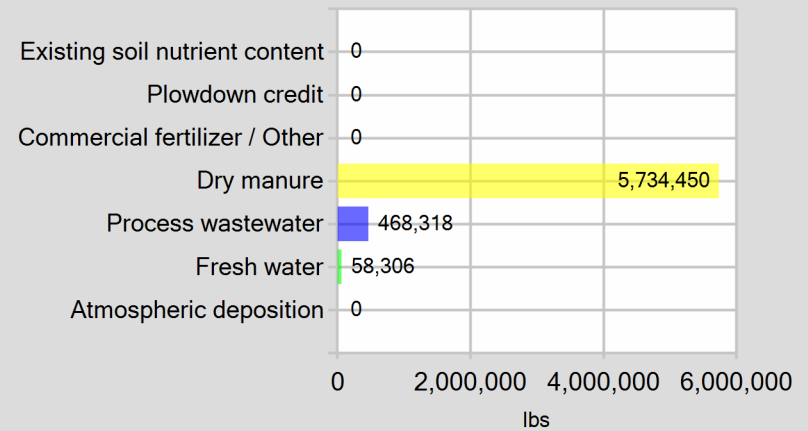 Existing soil nutrient content 0
Plowdown credit 0
Commercial fertilizer / Other 0
Dry manure 5,734,450
Process wastewater 468,318
Fresh water 58,306
Atmospheric deposition 0
0 2,000,000 4,000,000 6,000,000
lbs